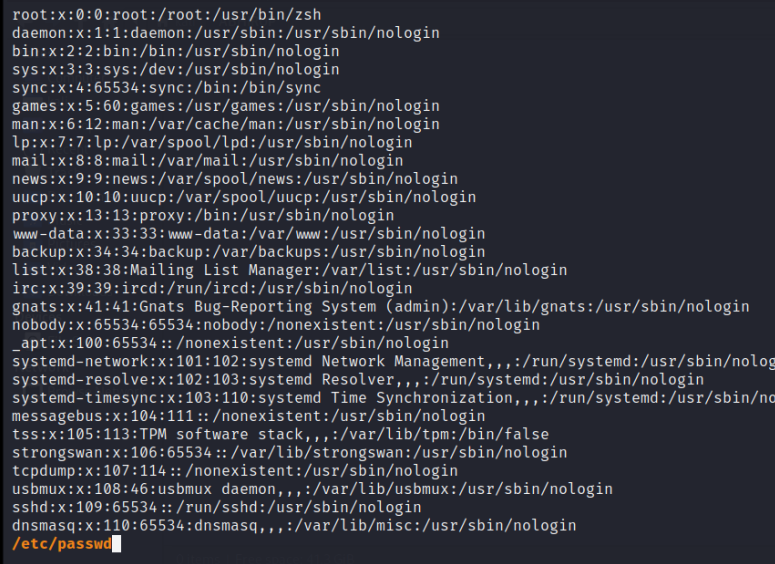 root:x:0:0:root:/root:/usr/bin/zsh
daemon:x:1:1:daemon:/usr/sbin:/usr/sbin/nologin
bin:x:2:2:bin:/bin:/usr/sbin/nologin
sys:x:3:3:sys:/dev:/usr/sbin/nologin
sync:x:4:65534:sync:/bin:/bin/sync
games:x:5:60:games:/usr/games:/usr/sbin/nologin
man:x:6:12:man:/var/cache/man:/usr/sbin/nologin
lp:x:7:7:lp:/var/spool/lpd:/usr/sbin/nologin
mail:x:8:8:mail:/var/mail:/usr/sbin/nologin
news:x:9:9:news:/var/spool/news:/usr/sbin/nologin
uucp:x:10:10:uucp:/var/spool/uucp:/usr/sbin/nologin
proxy:x:13:13:proxy:/bin:/usr/sbin/nologin
www-data:x:33:33:www-data:/var/www:/usr/sbin/nologin
backup:x:34:34:backup:/var/backups:/usr/sbin/nologin
list:x:38:38:Mailing List Manager:/var/list:/usr/sbin/nologin
irc:x:39:39:ircd:/run/ircd:/usr/sbin/nologin
gnats:x:41:41:Gnats Bug-Reporting System (admin):/var/lib/gnats:/usr/sbin/nologin
nobody:x:65534:65534:nobody:/nonexistent:/usr/sbin/nologin
_apt:x:100:65534::/nonexistent:/usr/sbin/nologin
systemd-network:x:101:102:systemd Network Management,,,:/run/systemd:/usr/sbin/nolog
systemd-resolve:x:102:103:systemd Resolver,,,:/run/systemd:/usr/sbin/nologin
systemd-timesync:x:103:110:systemd Time Synchronization,,,:/run/systemd:/usr/sbin/no
messagebus:x:104:111::/nonexistent:/usr/sbin/nologin
tss:x:105:113:TPM software stack,,,:/var/lib/tpm:/bin/false
strongswan:x:106:65534::/var/lib/strongswan:/usr/sbin/nologin
tcpdump:x:107:114::/nonexistent:/usr/sbin/nologin
usbmux:x:108:46:usbmux daemon,,,:/var/lib/usbmux:/usr/sbin/nologin
sshd:x:109:65534::/run/sshd:/usr/sbin/nologin
dnsmasq:x:110:65534:dnsmasq,,,:/var/lib/misc:/usr/sbin/nologin
/etc/passwd